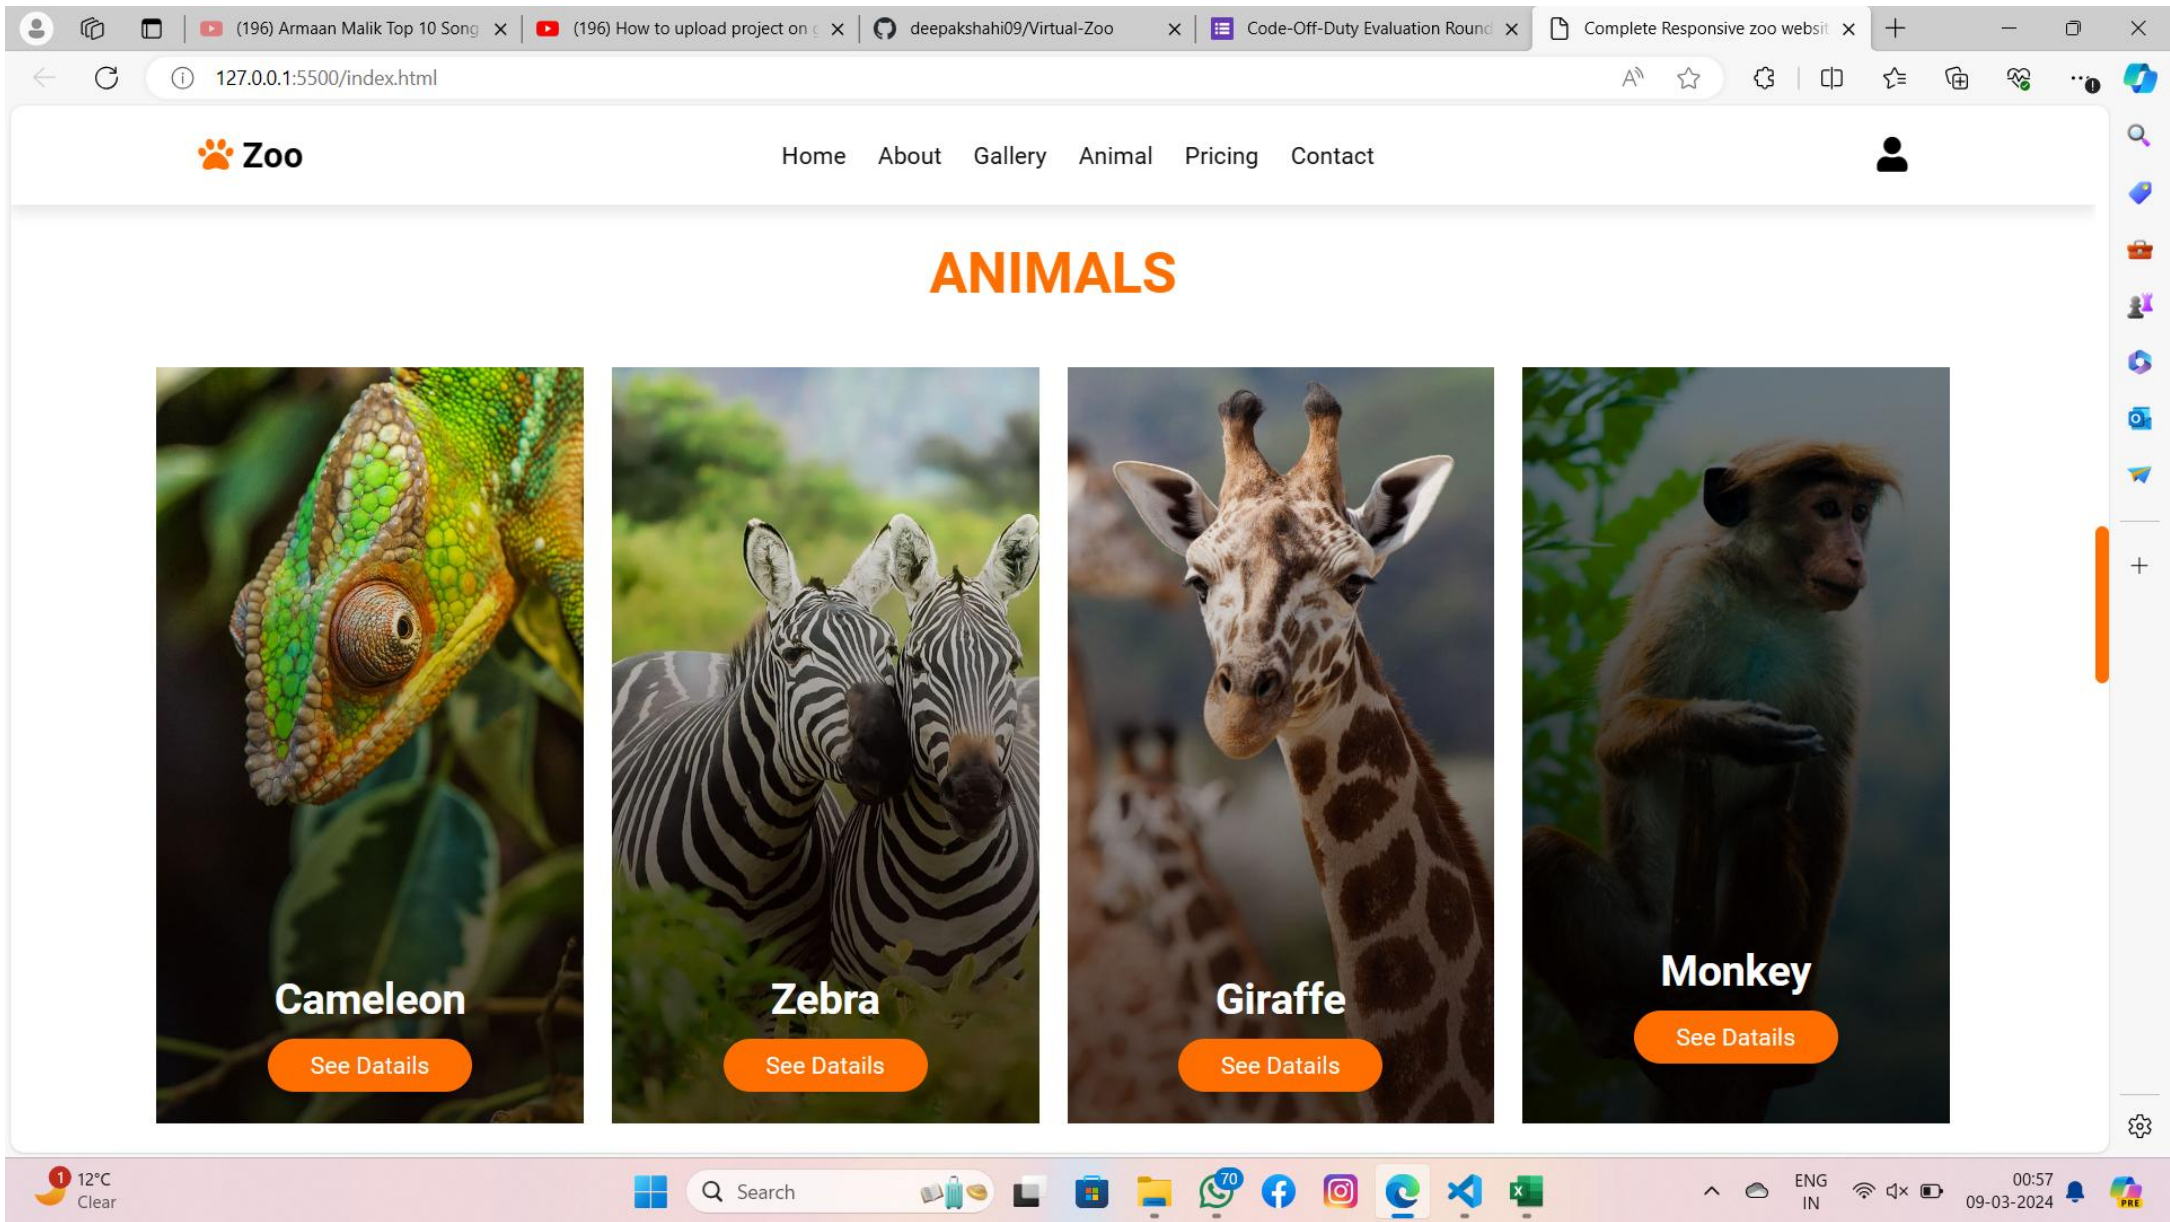 (196) Armaan Malik Top 10 Song
(196) How to upload project on g
deepakshahi09/Virtual-Zoo
Code-Off-Duty Evaluation Round
Complete Responsive zoo websit
127.0.0.1:5500/index.html
Zoo
Home About Gallery Animal Pricing Contact
ANIMALS
Cameleon
See Datails
Zebra
See Datails
Giraffe
See Datails
Monkey
See Datails
1
12°C
Clear
Search
70
ENG
IN
00:57
09-03-2024
PRE